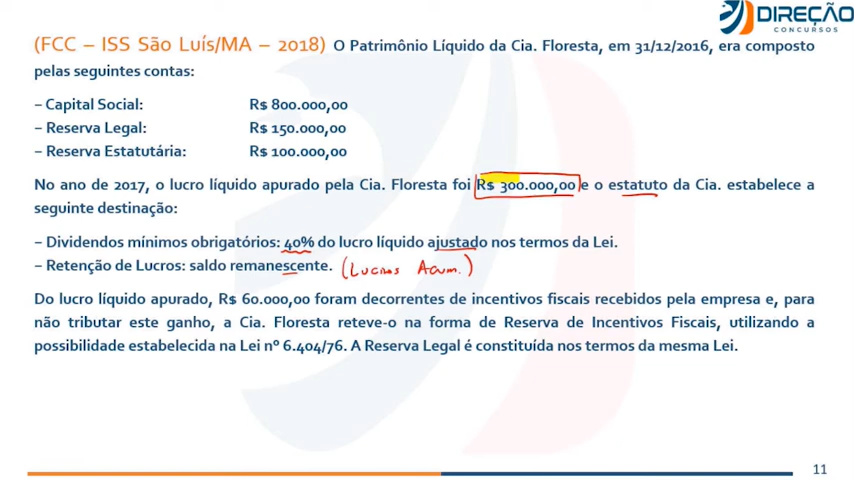 DIREÇÃO
CONCURSOS
(FCC – ISS São Luís/MA – 2018) O Patrimônio Líquido da Cia. Floresta, em 31/12/2016, era composto
pelas seguintes contas:
– Capital Social: R$ 800.000,00
– Reserva Legal: R$ 150.000,00
– Reserva Estatutária: R$ 100.000,00
No ano de 2017, o lucro líquido apurado pela Cia. Floresta foi R$ 300.000,00 e o estatuto da Cia. estabelece a
seguinte destinação:
– Dividendos mínimos obrigatórios: 40% do lucro líquido ajustado nos termos da Lei.
– Retenção de Lucros: saldo remanescente. (Lucros Acum.)
Do lucro líquido apurado, R$ 60.000,00 foram decorrentes de incentivos fiscais recebidos pela empresa e, para
não tributar este ganho, a Cia. Floresta reteve-o na forma de Reserva de Incentivos Fiscais, utilizando a
possibilidade estabelecida na Lei nº 6.404/76. A Reserva Legal é constituída nos termos da mesma Lei.
11